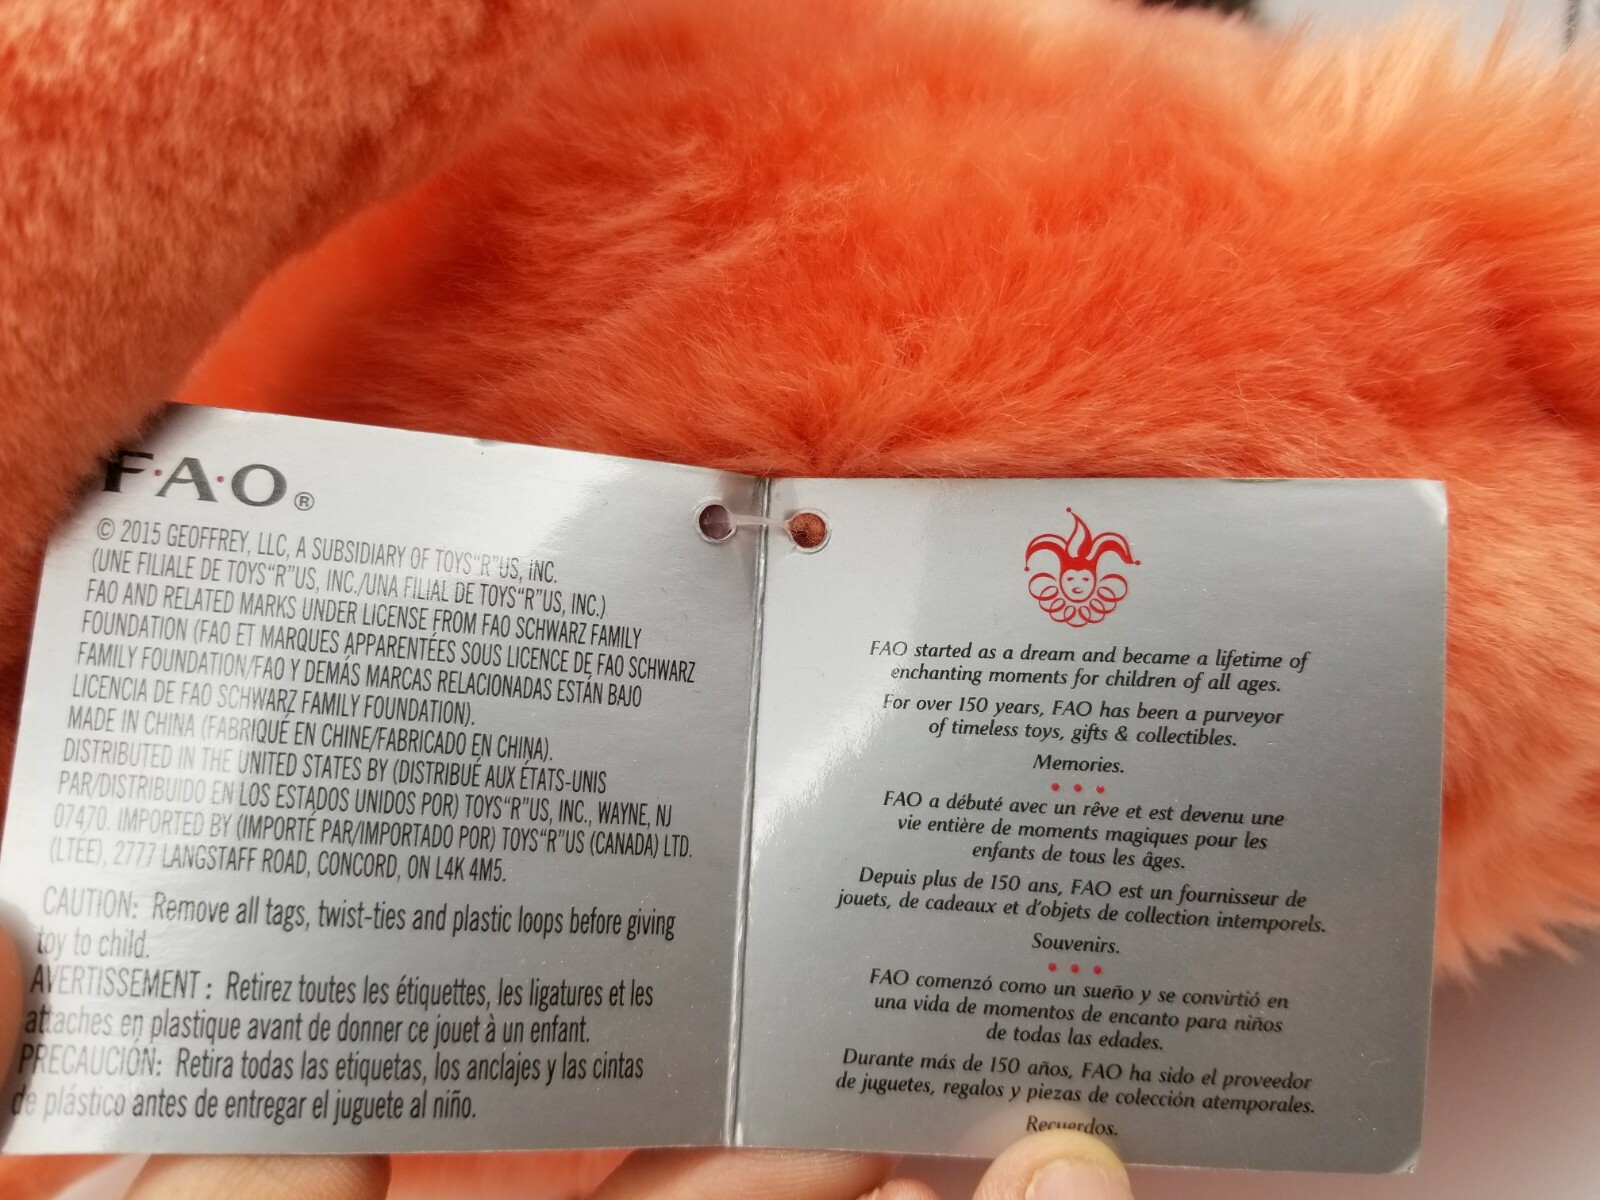 F·A·O®
© 2015 GEOFFREY, LLC, A SUBSIDIARY OF TOYS"R"US, INC.
(UNE FILIALE DE TOYS"R"US, INC./UNA FILIAL DE TOYS"R"US, INC.)
FAO AND RELATED MARKS UNDER LICENSE FROM FAO SCHWARZ FAMILY
FOUNDATION (FAO ET MARQUES APPARENTÉES SOUS LICENCE DE FAO SCHWARZ
FAMILY FOUNDATION/FAO Y DEMÁS MARCAS RELACIONADAS ESTÁN BAJO
LICENCIA DE FAO SCHWARZ FAMILY FOUNDATION).
MADE IN CHINA (FABRIQUÉ EN CHINE/FABRICADO EN CHINA).
DISTRIBUTED IN THE UNITED STATES BY (DISTRIBUÉ AUX ÉTATS-UNIS
PAR/DISTRIBUIDO EN LOS ESTADOS UNIDOS POR) TOYS"R"US, INC., WAYNE, NJ
07470. IMPORTED BY (IMPORTÉ PAR/IMPORTADO POR) TOYS"R"US (CANADA) LTD.
(LTÉE), 2777 LANGSTAFF ROAD, CONCORD, ON L4K 4M5.
CAUTION: Remove all tags, twist-ties and plastic loops before giving
toy to child.
AVERTISSEMENT : Retirez toutes les étiquettes, les ligatures et les
attaches en plastique avant de donner ce jouet à un enfant.
PRECAUCIÓN: Retira todas las etiquetas, los anclajes y las cintas
de plástico antes de entregar el juguete al niño.
FAO started as a dream and became a lifetime of
enchanting moments for children of all ages.
For over 150 years, FAO has been a purveyor
of timeless toys, gifts & collectibles.
Memories.
FAO a débuté avec un rêve et est devenu une
vie entière de moments magiques pour les
enfants de tous les âges.
Depuis plus de 150 ans, FAO est un fournisseur de
jouets, de cadeaux et d'objets de collection intemporels.
Souvenirs.
FAO comenzó como un sueño y se convirtió en
una vida de momentos de encanto para niños
de todas las edades.
Durante más de 150 años, FAO ha sido el proveedor
de juguetes, regalos y piezas de colección atemporales.
Recuerdos.